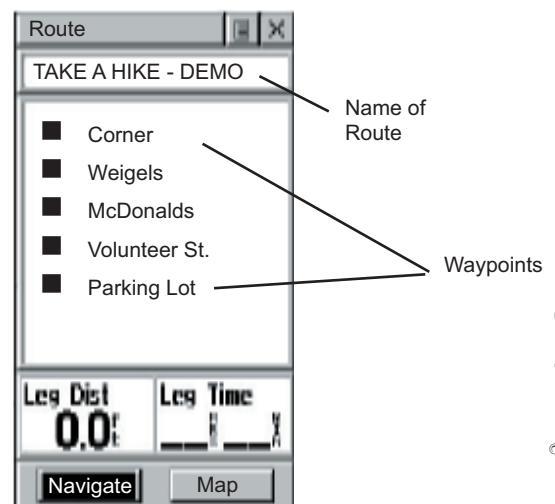 Route
TAKE A HIKE - DEMO
Name of
Route
Corner
Weigels
McDonalds
Volunteer St.
Parking Lot
Waypoints
Leg Dist
0.0
Leg Time
Navigate
Map